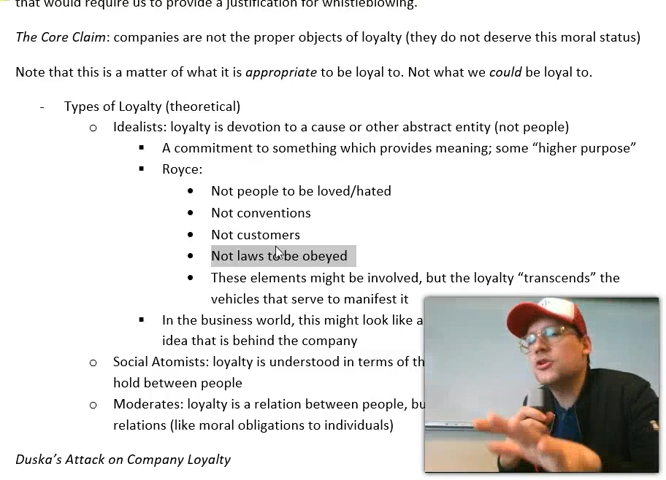 that would require us to provide a justification for whistleblowing.
The Core Claim: companies are not the proper objects of loyalty (they do not deserve this moral status)
Note that this is a matter of what it is appropriate to be loyal to. Not what we could be loyal to.
- Types of Loyalty (theoretical)
o Idealists: loyalty is devotion to a cause or other abstract entity (not people)
▪ A commitment to something which provides meaning; some “higher purpose”
▪ Royce:
• Not people to be loved/hated
• Not conventions
• Not customers
• Not laws to be obeyed
• These elements might be involved, but the loyalty “transcends” the
vehicles that serve to manifest it
▪ In the business world, this might look like a
idea that is behind the company
o Social Atomists: loyalty is understood in terms of
hold between people
o Moderates: loyalty is a relation between people,
relations (like moral obligations to individuals)
Duska’s Attack on Company Loyalty